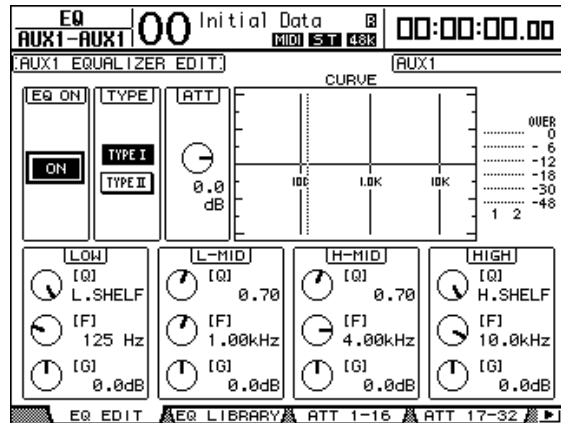 EQ
AUX1-AUX1
00
Initial Data
MIDI ST 48K
00:00:00.00
AUX1 EQUALIZER EDIT
AUX1
CURVE
EQ ON
TYPE
ATT
ON
TYPE I
TYPE II
0.0
dB
100
1.0K
10K
OVER
0
- 6
-12
-18
-30
-48
1 2
LOW
L-MID
H-MID
HIGH
[Q]
L.SHELF
[Q]
0.70
[Q]
0.70
[Q]
H.SHELF
[F]
125 Hz
[F]
1.00kHz
[F]
4.00kHz
[F]
10.0kHz
[G]
0.0dB
[G]
0.0dB
[G]
0.0dB
[G]
0.0dB
EQ EDIT
EQ LIBRARY
ATT 1-16
ATT 17-32